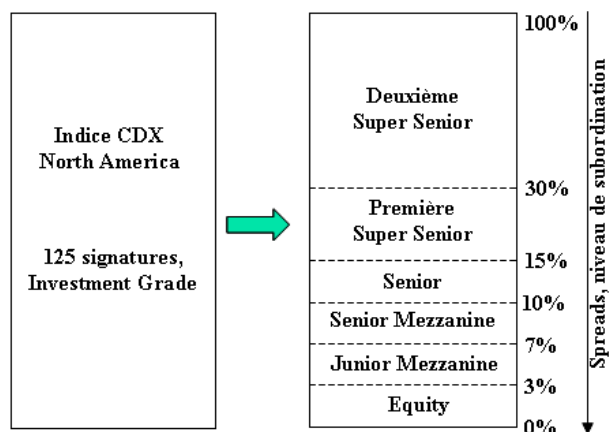 Indice CDX
North America
125 signatures,
Investment Grade
Deuxième
Super Senior
Première
Super Senior
Senior
Senior Mezzanine
Junior Mezzanine
Equity
100%
30%
15%
10%
7%
3%
0%
Spreads, niveau de subordination